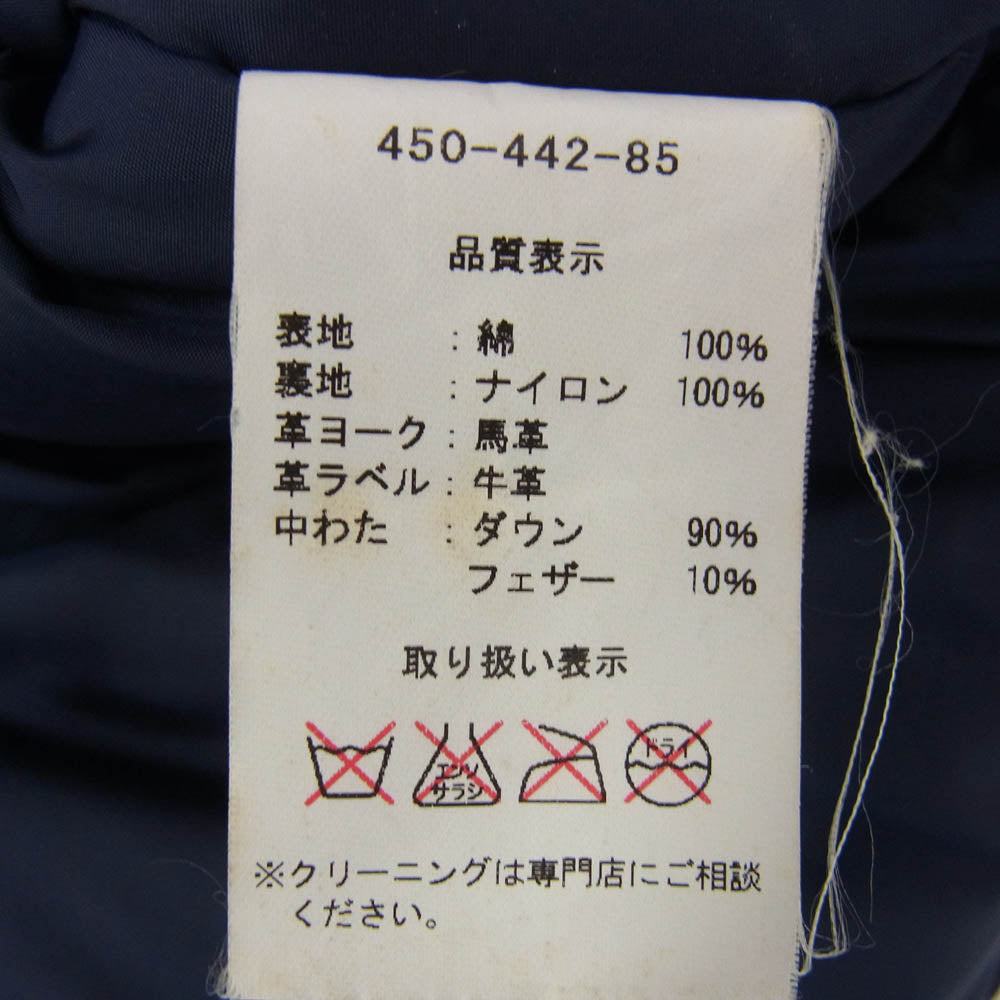 450-442-85
品質表示
表地 : 綿 100%
裏地 : ナイロン 100%
革ヨーク : 馬革
革ラベル : 牛革
中わた : ダウン 90%
フェザー 10%
取り扱い表示
エンソ
サラシ
ドライ
※クリーニングは専門店にご相談
ください。